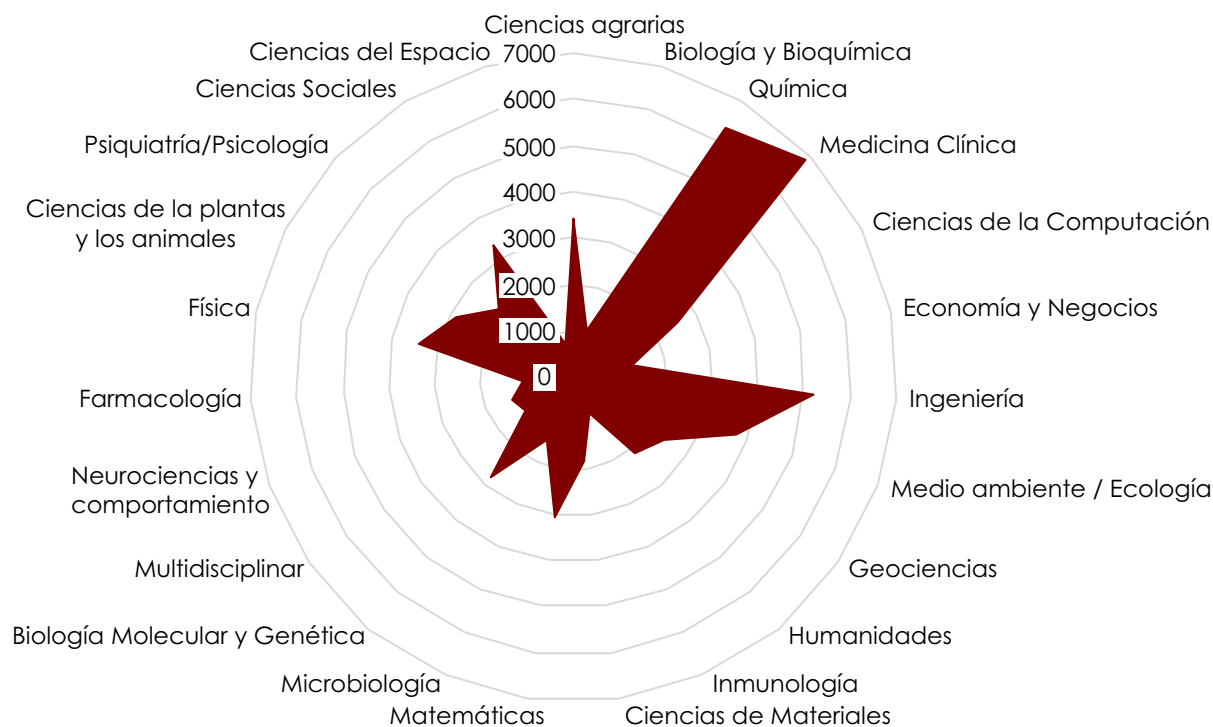 Ciencias agrarias
Ciencias del Espacio
Biología y Bioquímica
Ciencias Sociales
Química
Psiquiatría/Psicología
Medicina Clínica
Ciencias de la plantas
y los animales
Ciencias de la Computación
Física
Economía y Negocios
Farmacología
Ingeniería
Neurociencias y
comportamiento
Medio ambiente / Ecología
Multidisciplinar
Geociencias
Biología Molecular y Genética
Humanidades
Microbiología
Inmunología
Matemáticas
Ciencias de Materiales
7000
6000
5000
4000
3000
2000
1000
0